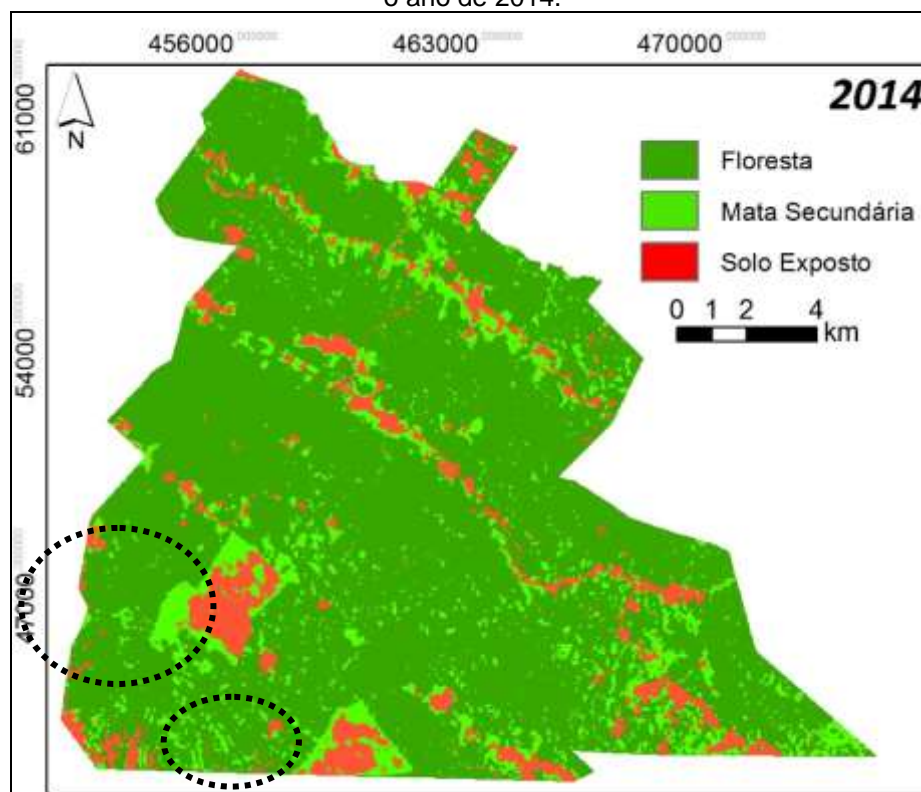 o ano de 2014.
456000 463000 470000
61000
2014
N
Floresta
Mata Secundária
Solo Exposto
0 1 2 4
km
54000
47000